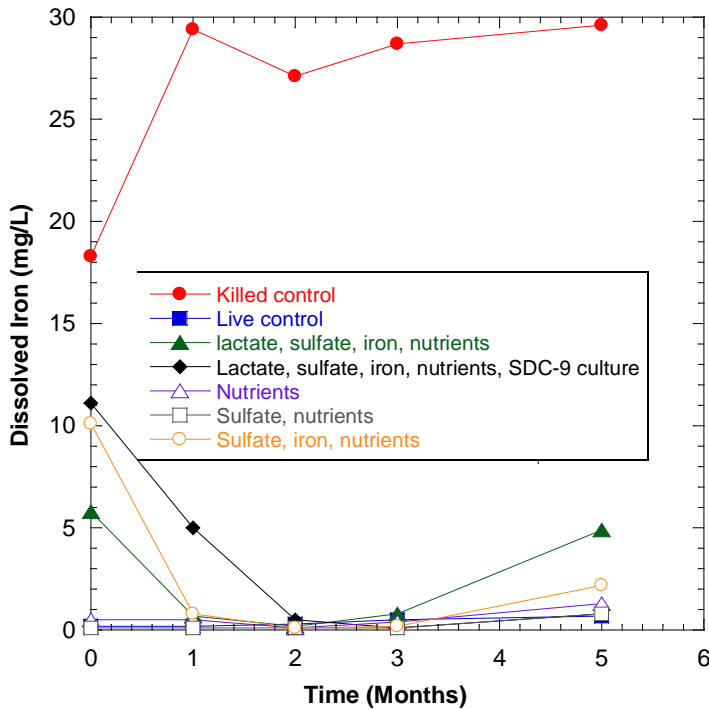 30
25
20
15
10
5
0
Dissolved Iron (mg/L)
Killed control
Live control
lactate, sulfate, iron, nutrients
Lactate, sulfate, iron, nutrients, SDC-9 culture
Nutrients
Sulfate, nutrients
Sulfate, iron, nutrients
0 1 2 3 4 5 6
Time (Months)